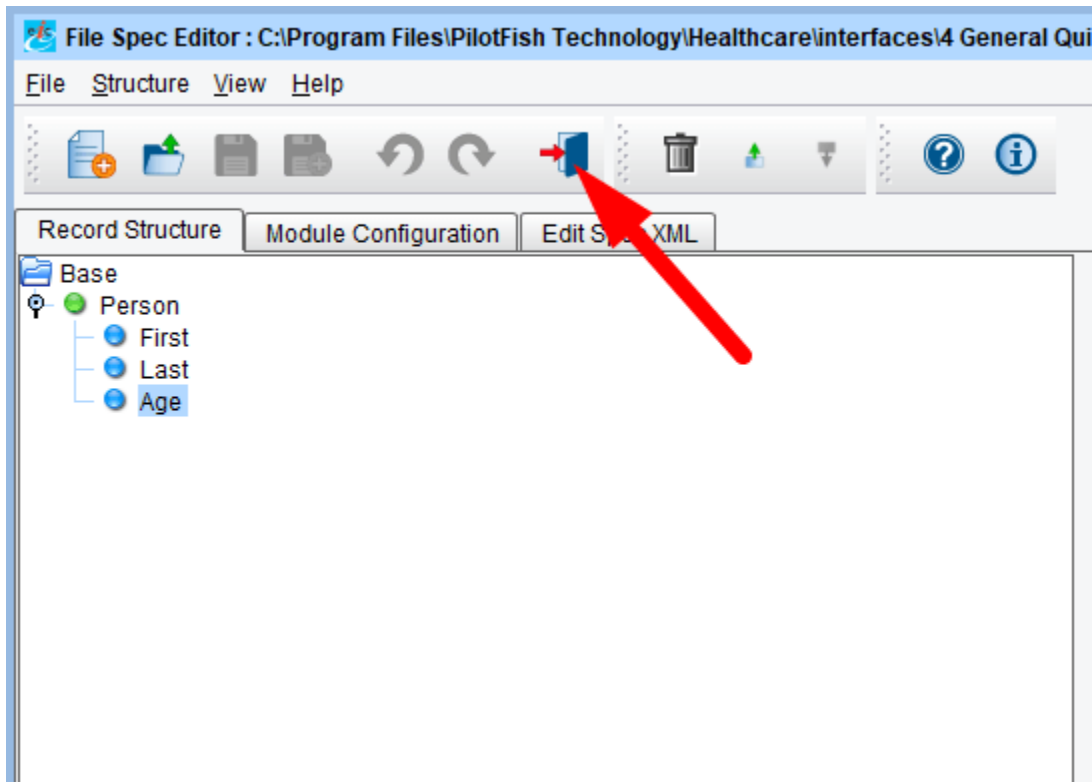 File Spec Editor : C:\Program Files\PilotFish Technology\Healthcare\interfaces\4 General Qui
File Structure View Help
Record Structure Module Configuration Edit Spec XML
Base
Person
First
Last
Age